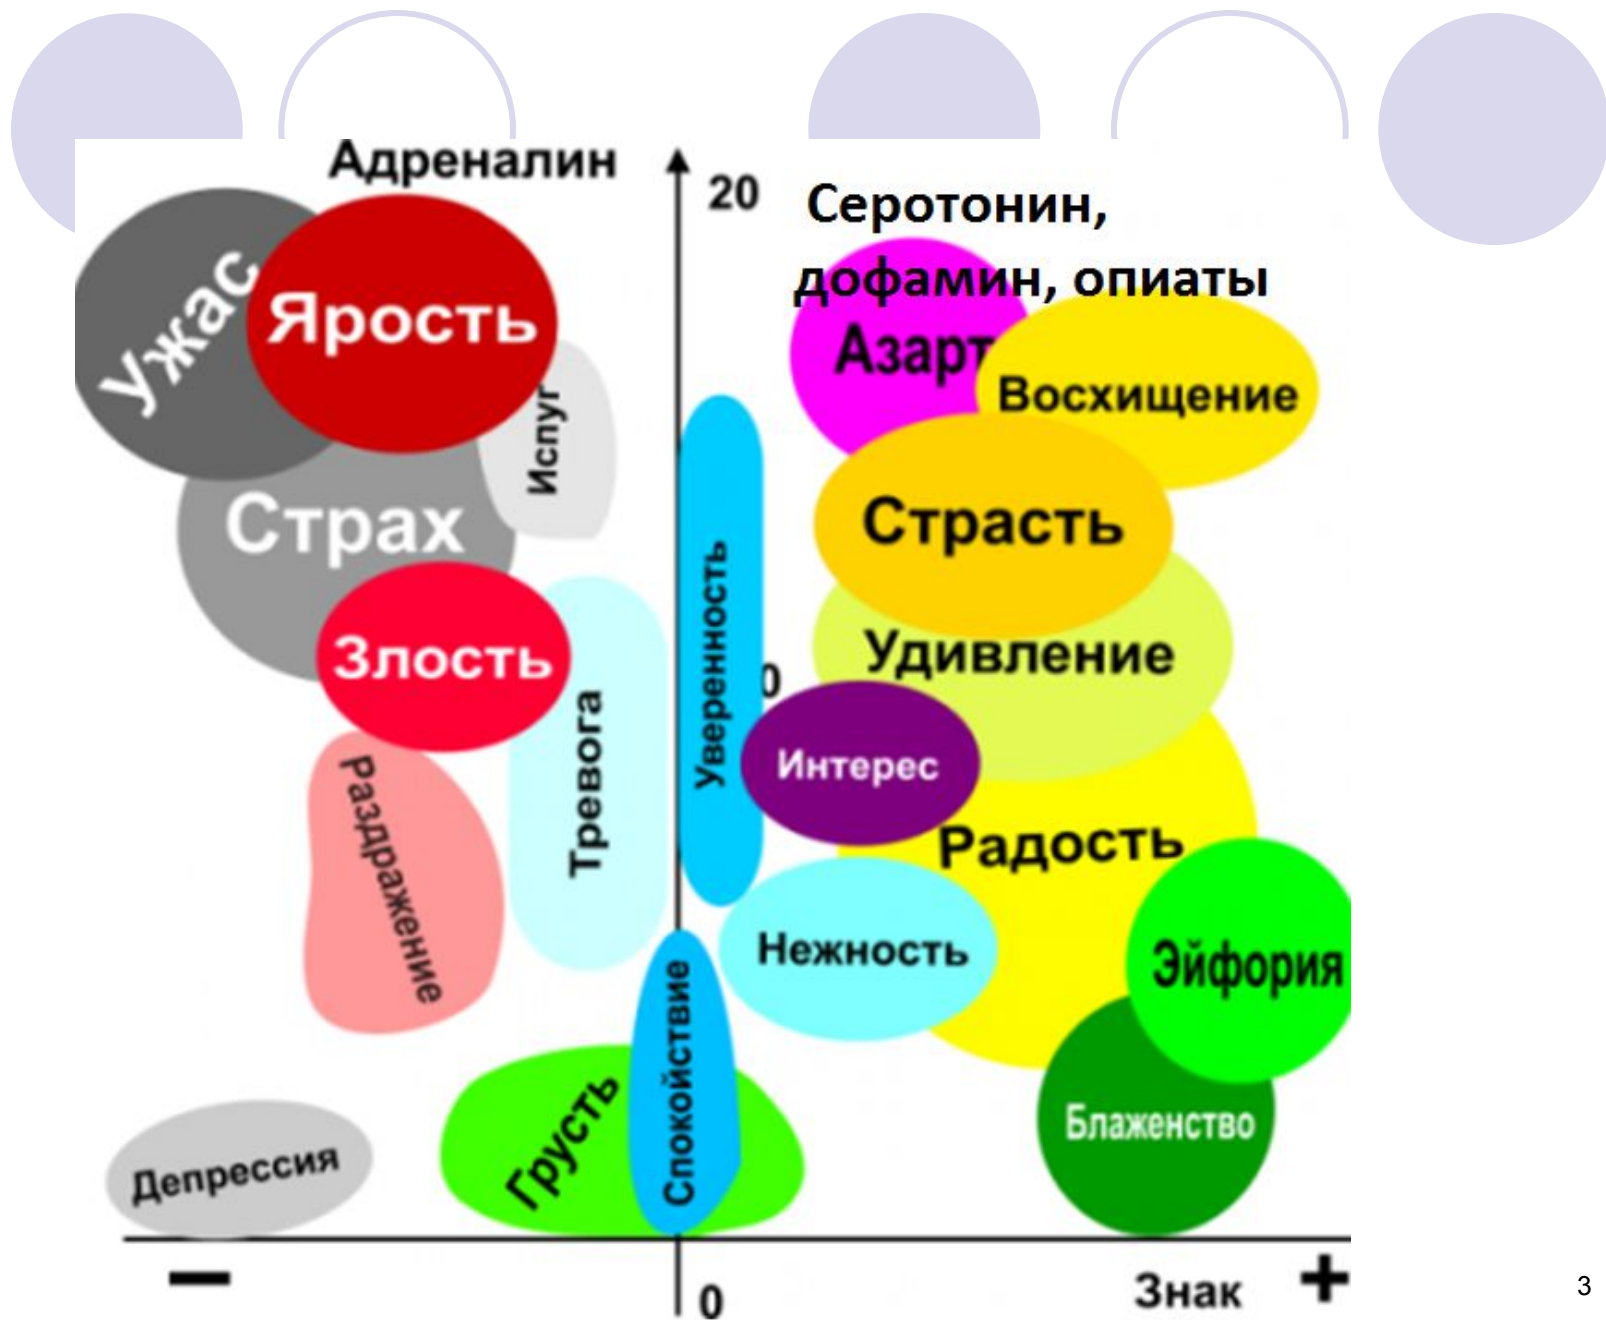 Адреналин
20
Серотонин,
дофамин, опиаты
Ужас
Ярость
Азарт
Восхищение
Испуг
Страх
Страсть
Уверенность
Злость
Удивление
0
Тревога
Интерес
Раздражение
Радость
Нежность
Эйфория
Спокойствие
Грусть
Блаженство
Депрессия
−
Знак
+
0
3